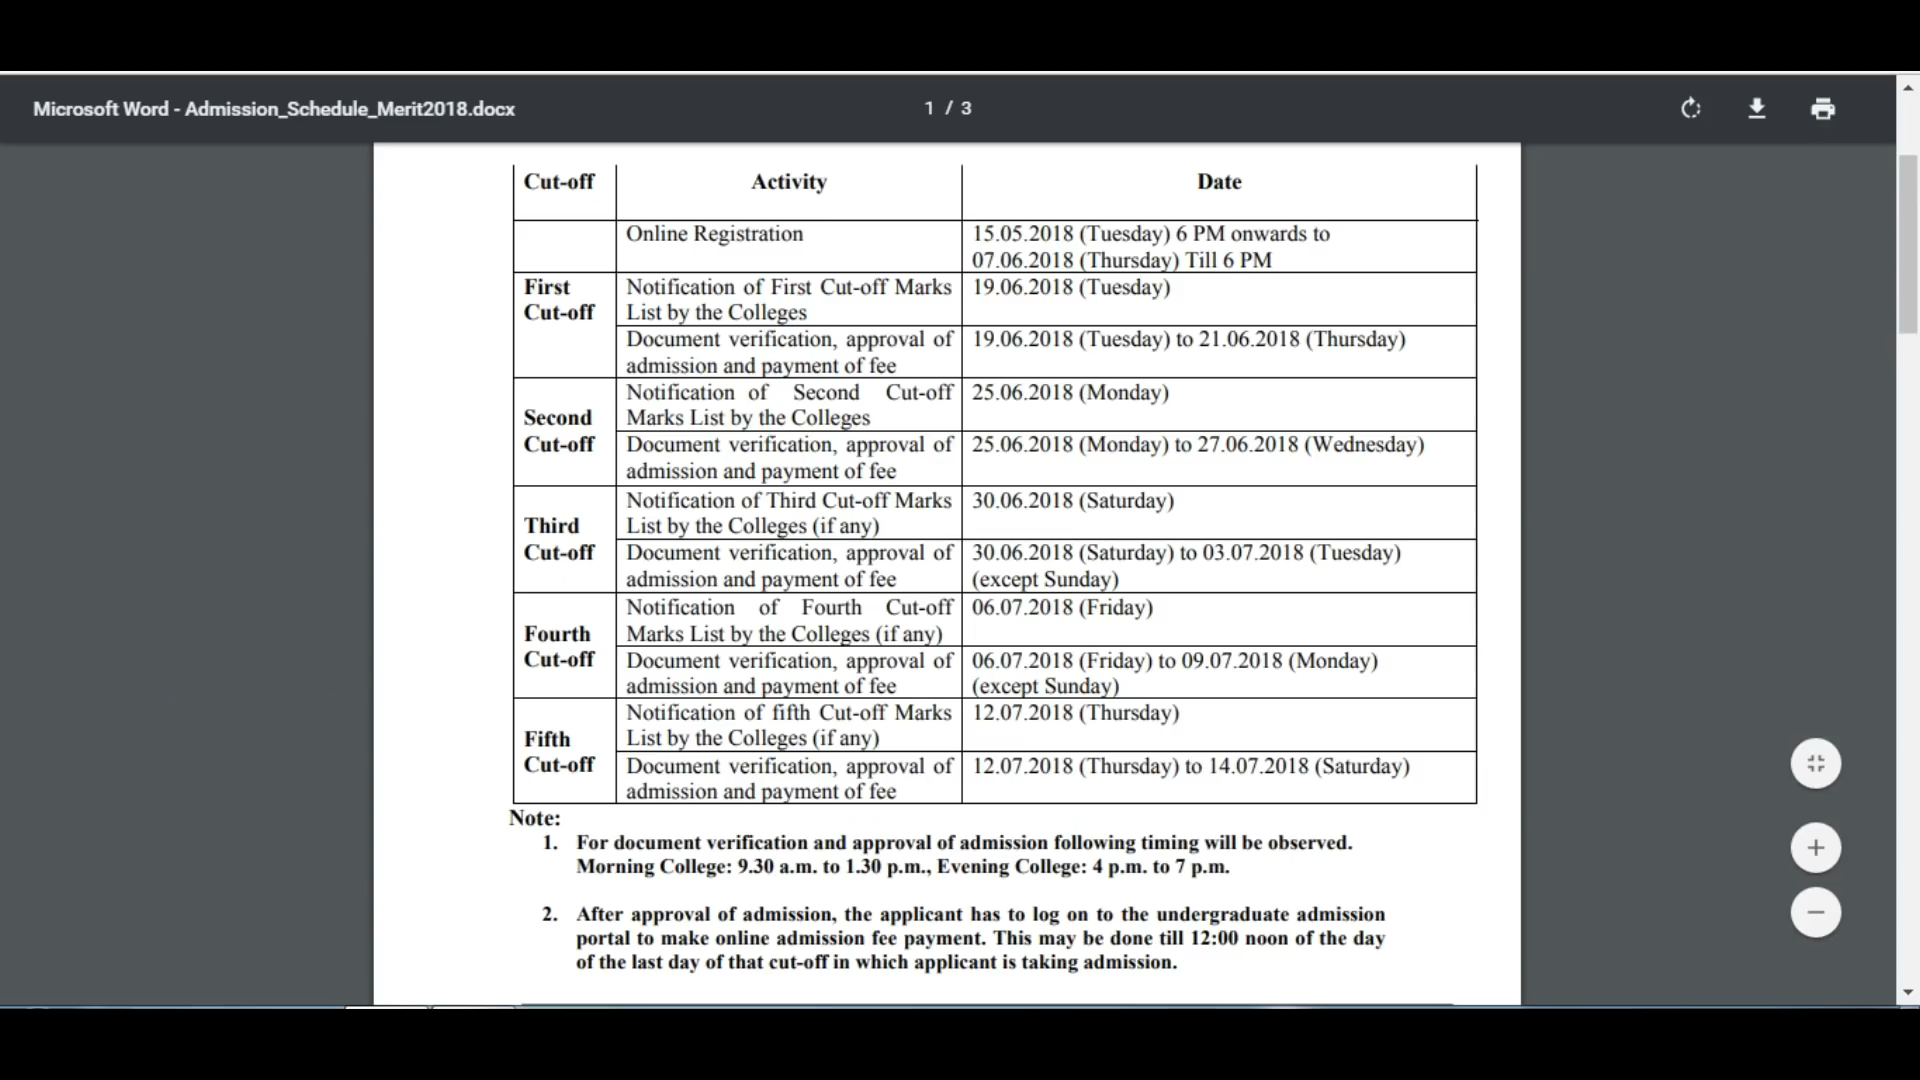 Microsoft Word - Admission_Schedule_Merit2018.docx
1 / 3
Cut-off Activity Date
Online Registration 15.05.2018 (Tuesday) 6 PM onwards to
07.06.2018 (Thursday) Till 6 PM
First Notification of First Cut-off Marks 19.06.2018 (Tuesday)
Cut-off List by the Colleges
Document verification, approval of 19.06.2018 (Tuesday) to 21.06.2018 (Thursday)
admission and payment of fee
Notification of Second Cut-off 25.06.2018 (Monday)
Second Marks List by the Colleges
Cut-off Document verification, approval of 25.06.2018 (Monday) to 27.06.2018 (Wednesday)
admission and payment of fee
Notification of Third Cut-off Marks 30.06.2018 (Saturday)
Third List by the Colleges (if any)
Cut-off Document verification, approval of 30.06.2018 (Saturday) to 03.07.2018 (Tuesday)
admission and payment of fee (except Sunday)
Notification of Fourth Cut-off 06.07.2018 (Friday)
Fourth Marks List by the Colleges (if any)
Cut-off Document verification, approval of 06.07.2018 (Friday) to 09.07.2018 (Monday)
admission and payment of fee (except Sunday)
Notification of fifth Cut-off Marks 12.07.2018 (Thursday)
Fifth List by the Colleges (if any)
Cut-off Document verification, approval of 12.07.2018 (Thursday) to 14.07.2018 (Saturday)
admission and payment of fee
Note:
1. For document verification and approval of admission following timing will be observed.
Morning College: 9.30 a.m. to 1.30 p.m., Evening College: 4 p.m. to 7 p.m.
2. After approval of admission, the applicant has to log on to the undergraduate admission
portal to make online admission fee payment. This may be done till 12:00 noon of the day
of the last day of that cut-off in which applicant is taking admission.